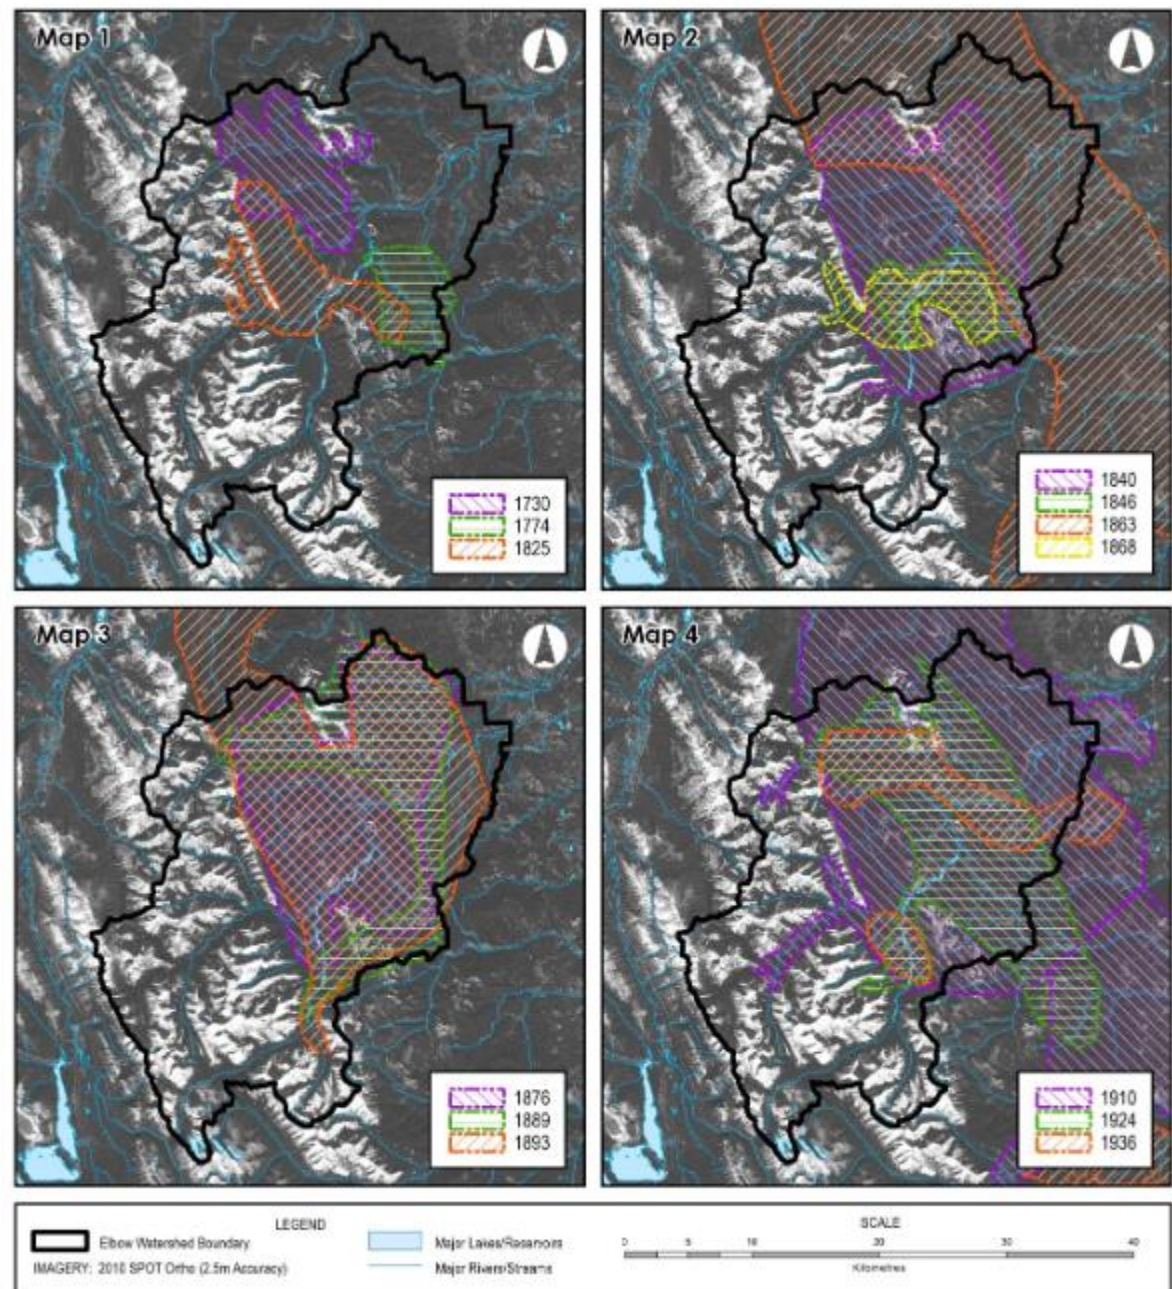 Map 1
1730
1774
1825
Map 2
1840
1846
1863
1868
Map 3
1876
1889
1893
Map 4
1910
1924
1936
LEGEND
Elbow Watershed Boundary
IMAGERY: 2010 SPOT Ortho (2.5m Accuracy)
Major Lakes/Reservoirs
Major Rivers/Streams
SCALE
0 5 10 20 30 40
Kilometres